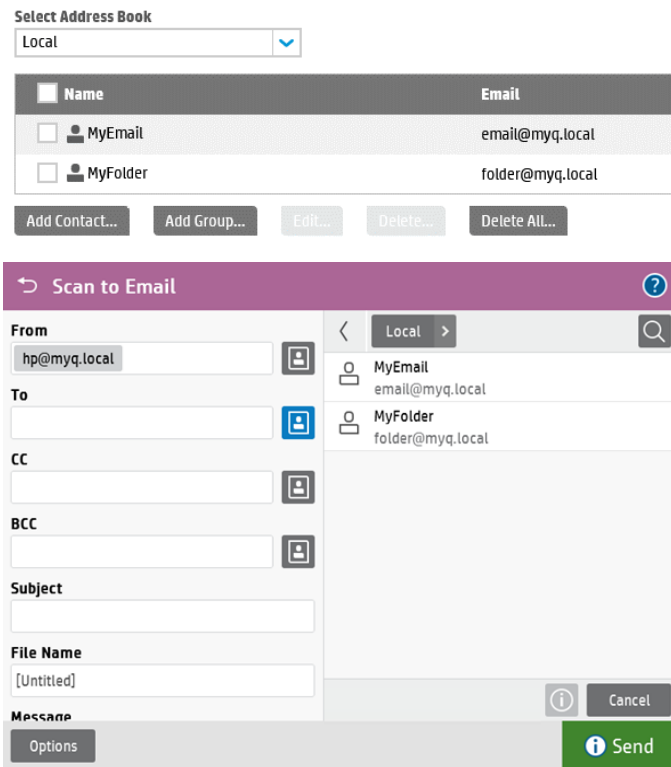 Select Address Book
Local
Name Email
MyEmail email@myq.local
MyFolder folder@myq.local
Add Contact... Add Group... Edit... Delete... Delete All...
Scan to Email ?
From
hp@myq.local
To
CC
BCC
Subject
File Name
[Untitled]
Message
Local
MyEmail
email@myq.local
MyFolder
folder@myq.local
Cancel
Options
Send